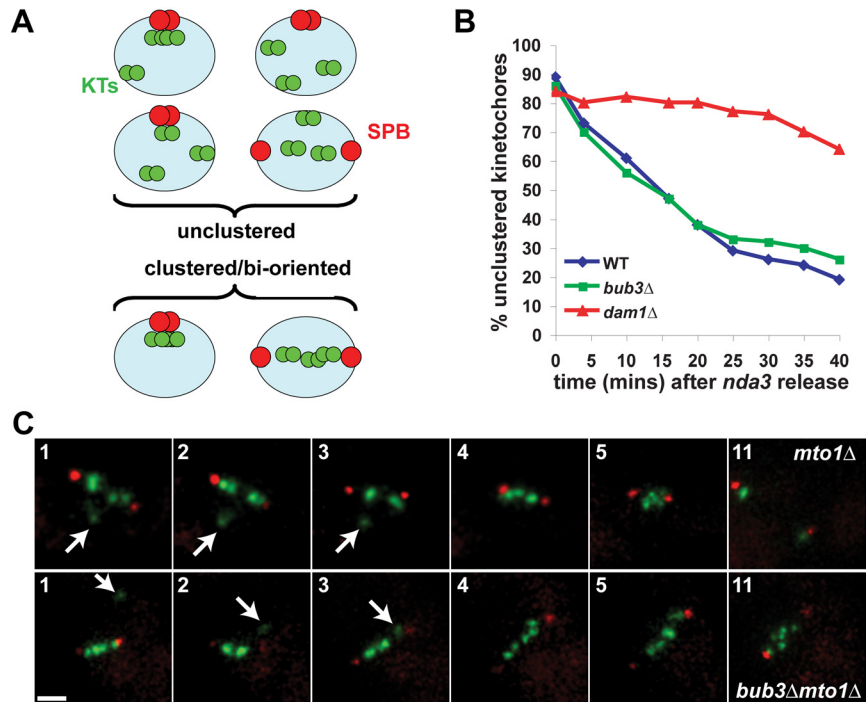 A
KTs
SPB
unclustered
clustered/bi-oriented
B
% unclustered kinetochores
100
90
80
70
60
50
40
30
20
10
0
WT
bub3Δ
dam1Δ
0 5 10 15 20 25 30 35 40
time (mins) after nda3 release
C
1 2 3 4 5 11
mto1Δ
1 2 3 4 5 11
bub3Δmto1Δ